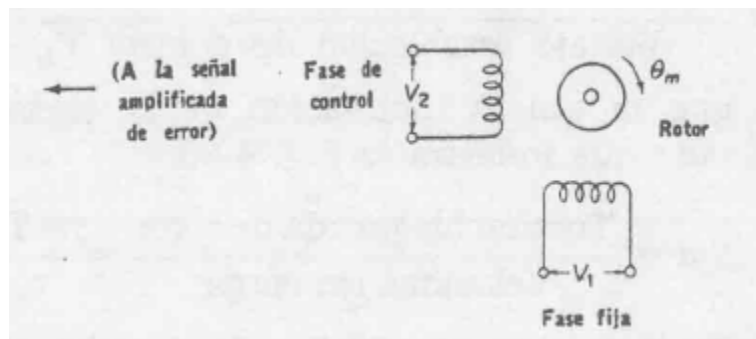 (A la señal
amplificada
de error)
Fase de
control
V₂
θₘ
Rotor
V₁
Fase fija